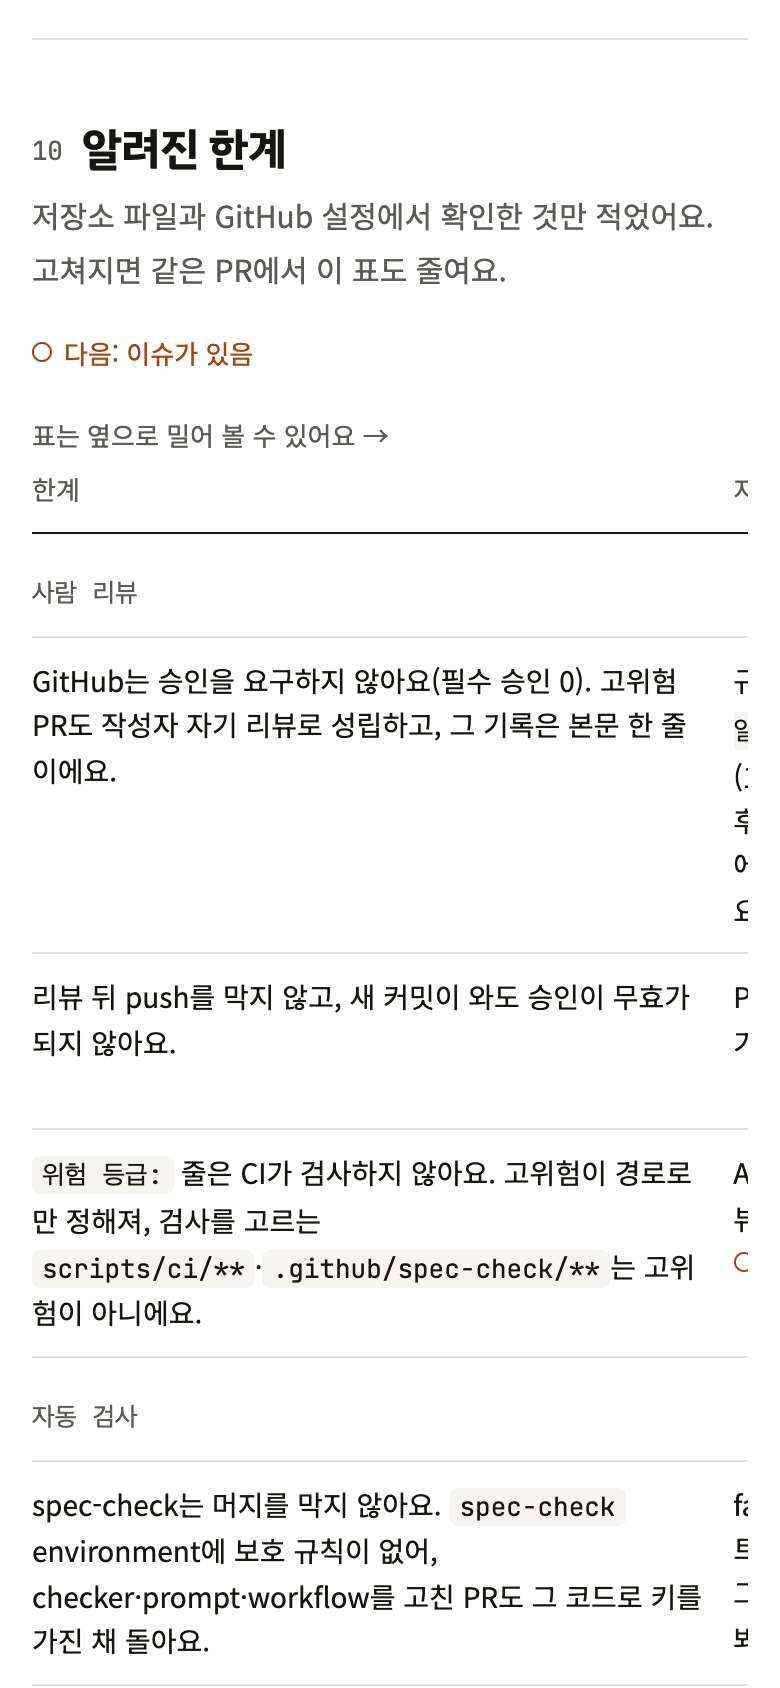 10 알려진 한계
저장소 파일과 GitHub 설정에서 확인한 것만 적었어요.
고쳐지면 같은 PR에서 이 표도 줄여요.
다음: 이슈가 있음
표는 옆으로 밀어 볼 수 있어요 →
한계
사람 리뷰
GitHub는 승인을 요구하지 않아요(필수 승인 0). 고위험
PR도 작성자 자기 리뷰로 성립하고, 그 기록은 본문 한 줄
이에요.
리뷰 뒤 push를 막지 않고, 새 커밋이 와도 승인이 무효가
되지 않아요.
위험 등급: 줄은 CI가 검사하지 않아요. 고위험이 경로로
만 정해져, 검사를 고르는
scripts/ci/**·.github/spec-check/**는 고위
험이 아니에요.
자동 검사
spec-check는 머지를 막지 않아요. spec-check
environment에 보호 규칙이 없어,
checker·prompt·workflow를 고친 PR도 그 코드로 키를
가진 채 돌아요.